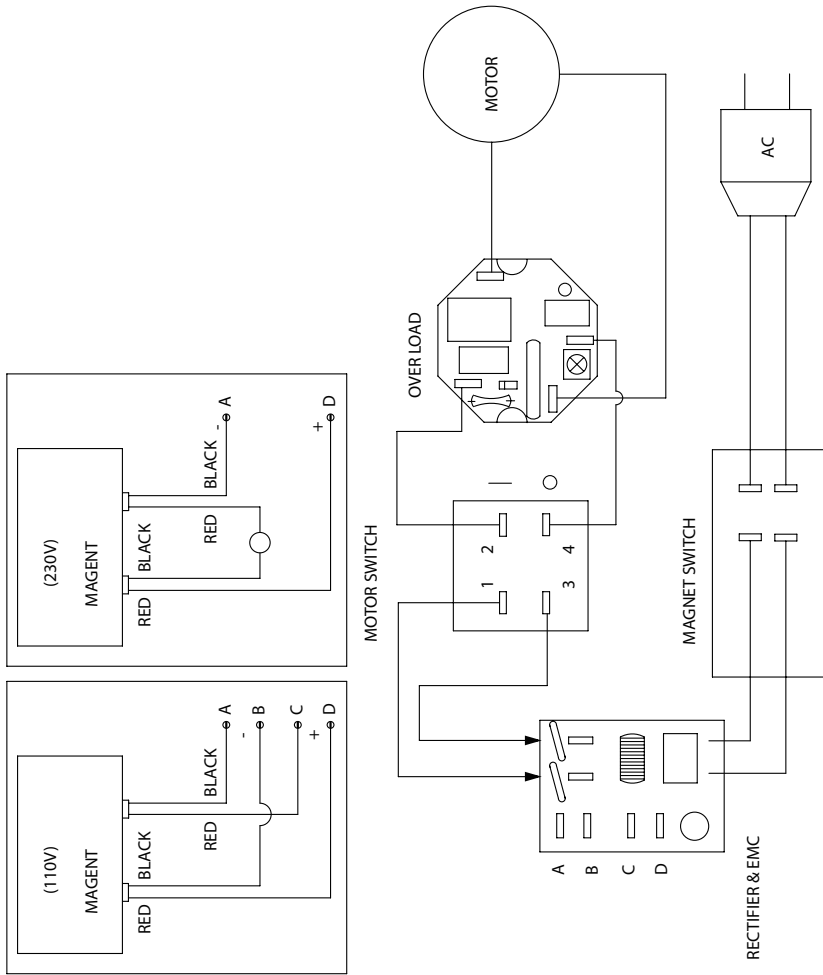 (110V)
MAGENT
RED
BLACK
RED
BLACK
A
-
B
C
+
D
(230V)
MAGENT
RED
BLACK
RED
BLACK
-
A
+
D
MOTOR SWITCH
1
2
3
4
OVER LOAD
MOTOR
RECTIFIER & EMC
A
B
C
D
MAGNET SWITCH
AC